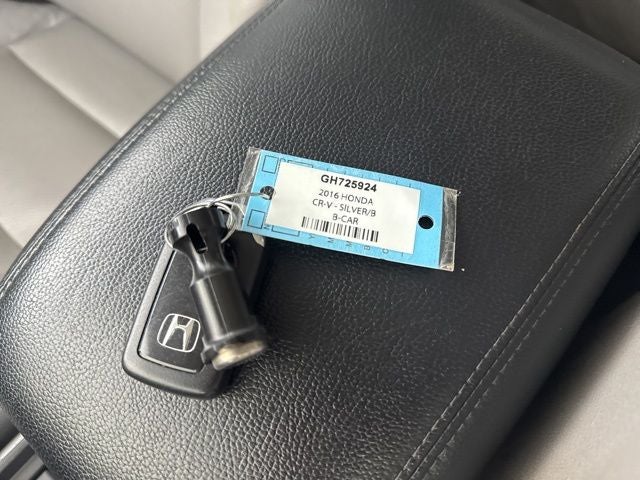 GH725924
2016 HONDA
CR-V - SILVER/B
B-CAR